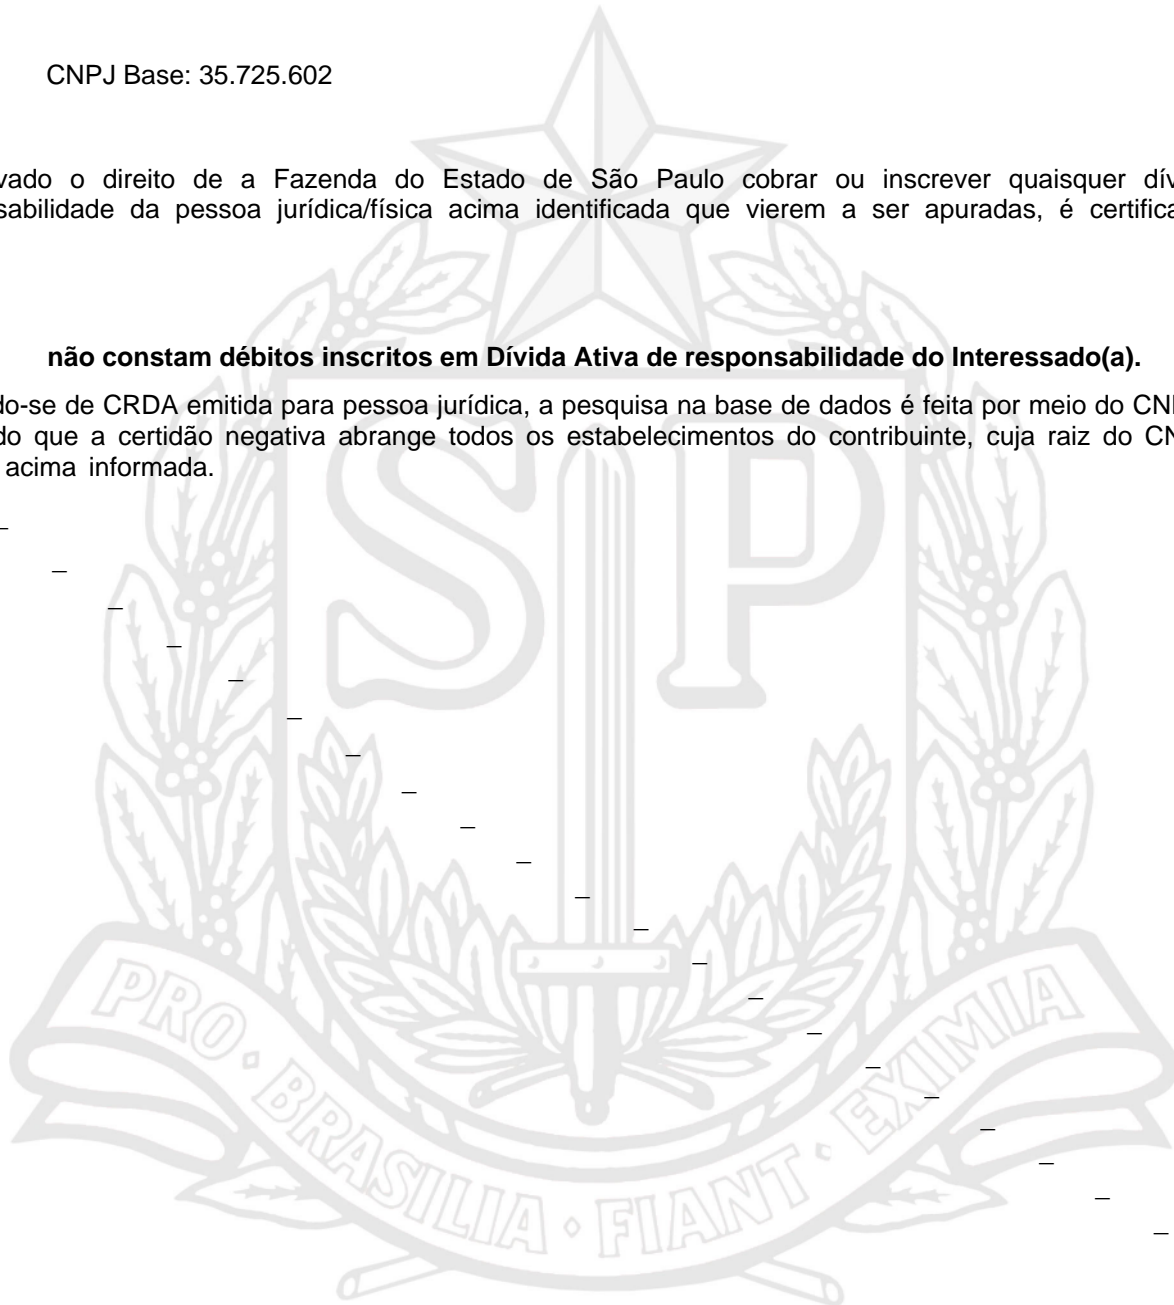 CNPJ Base: 35.725.602
vado o direito de a Fazenda do Estado de São Paulo cobrar ou inscrever quaisquer dív
sabilidade da pessoa jurídica/física acima identificada que vierem a ser apuradas, é certifica
não constam débitos inscritos em Dívida Ativa de responsabilidade do Interessado(a).
do-se de CRDA emitida para pessoa jurídica, a pesquisa na base de dados é feita por meio do CN
do que a certidão negativa abrange todos os estabelecimentos do contribuinte, cuja raiz do CN
acima informada.
SP
PRO • BRASILIA • FIANT • EXIMIA